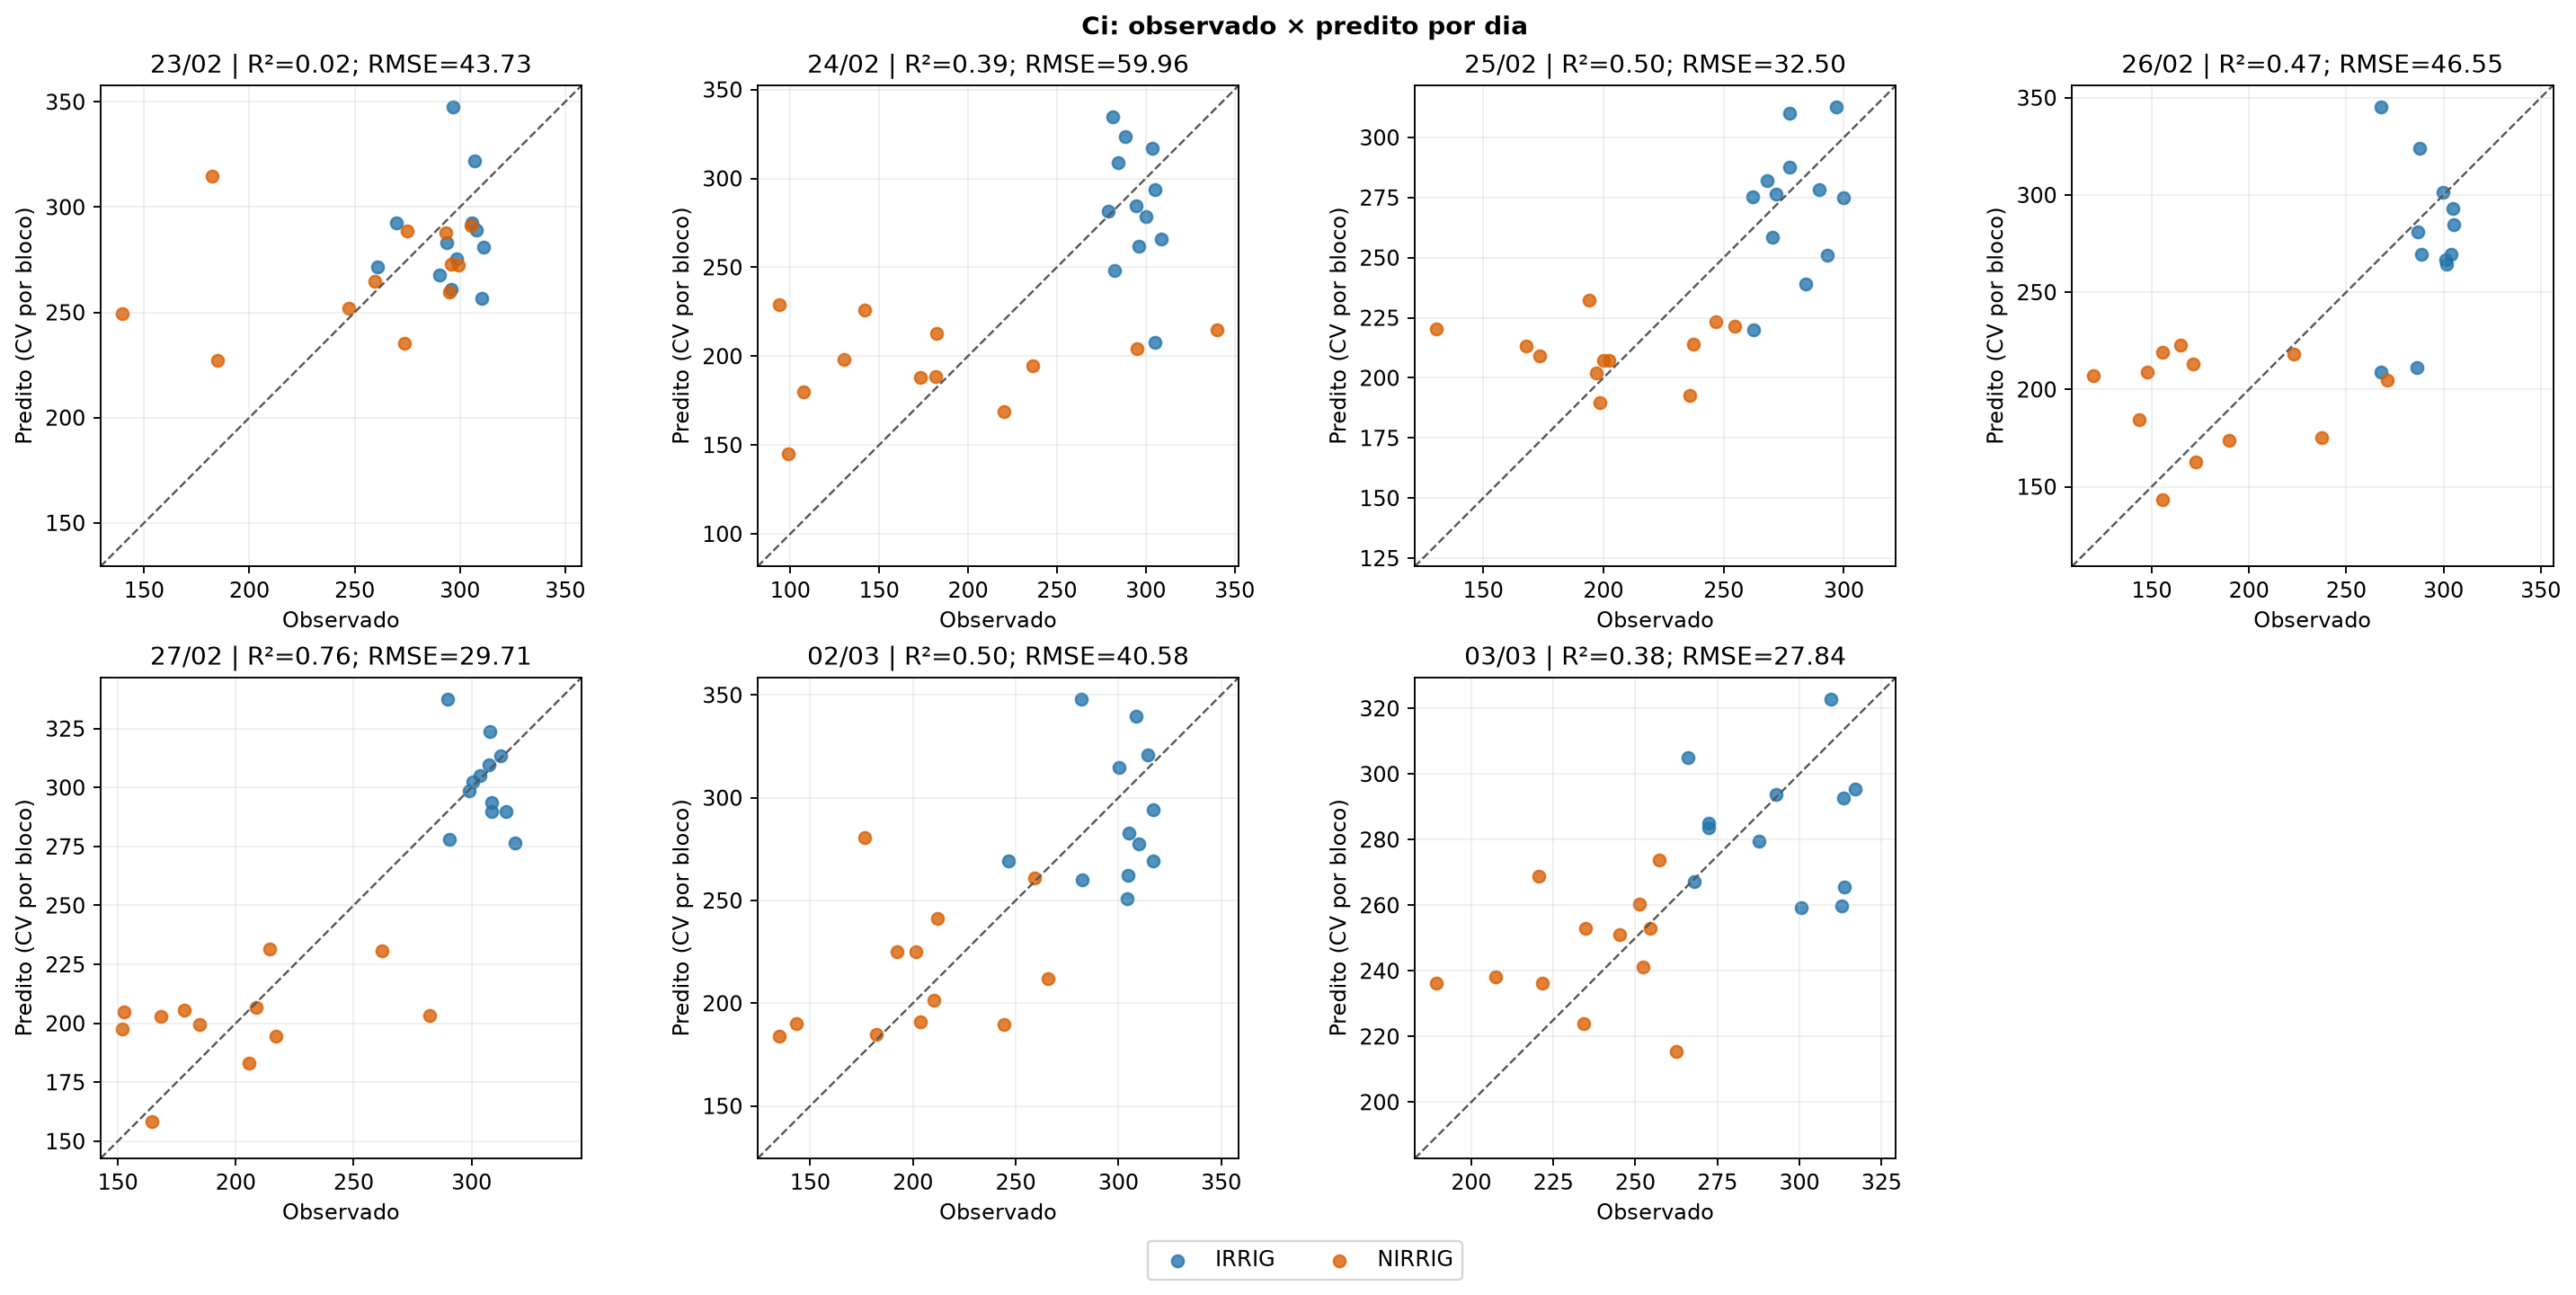 Ci: observado × predito por dia
23/02 | R²=0.02; RMSE=43.73
350
300
250
200
150
Predito (CV por bloco)
150 200 250 300 350
Observado
24/02 | R²=0.39; RMSE=59.96
350
300
250
200
150
100
Predito (CV por bloco)
100 150 200 250 300 350
Observado
25/02 | R²=0.50; RMSE=32.50
300
275
250
225
200
175
150
125
Predito (CV por bloco)
150 200 250 300
Observado
26/02 | R²=0.47; RMSE=46.55
350
300
250
200
150
Predito (CV por bloco)
150 200 250 300 350
Observado
27/02 | R²=0.76; RMSE=29.71
325
300
275
250
225
200
175
150
Predito (CV por bloco)
150 200 250 300
Observado
02/03 | R²=0.50; RMSE=40.58
350
300
250
200
150
Predito (CV por bloco)
150 200 250 300 350
Observado
03/03 | R²=0.38; RMSE=27.84
320
300
280
260
240
220
200
Predito (CV por bloco)
200 225 250 275 300 325
Observado
IRRIG NIRRIG